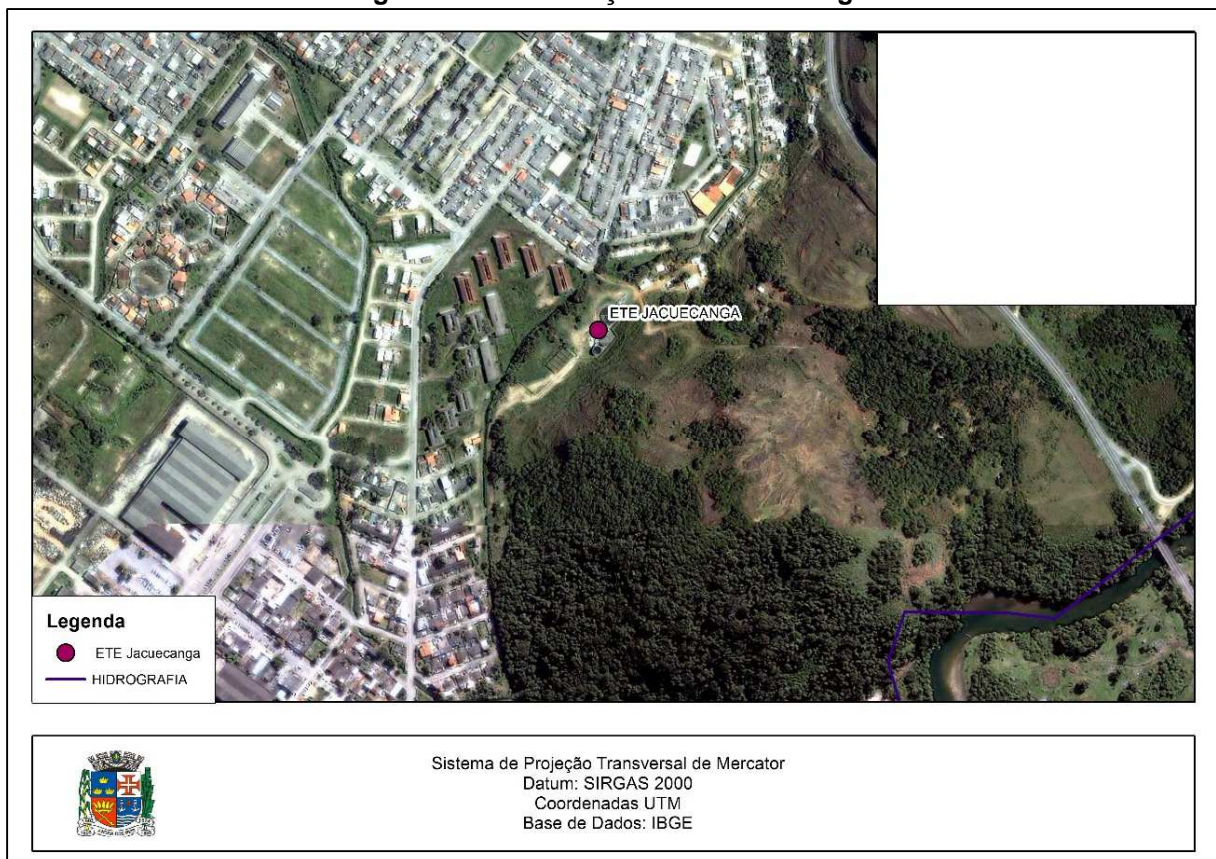 ETE JACUECANGA
Legenda
ETE Jacuecanga
HIDROGRAFIA
Sistema de Projeção Transversal de Mercator
Datum: SIRGAS 2000
Coordenadas UTM
Base de Dados: IBGE